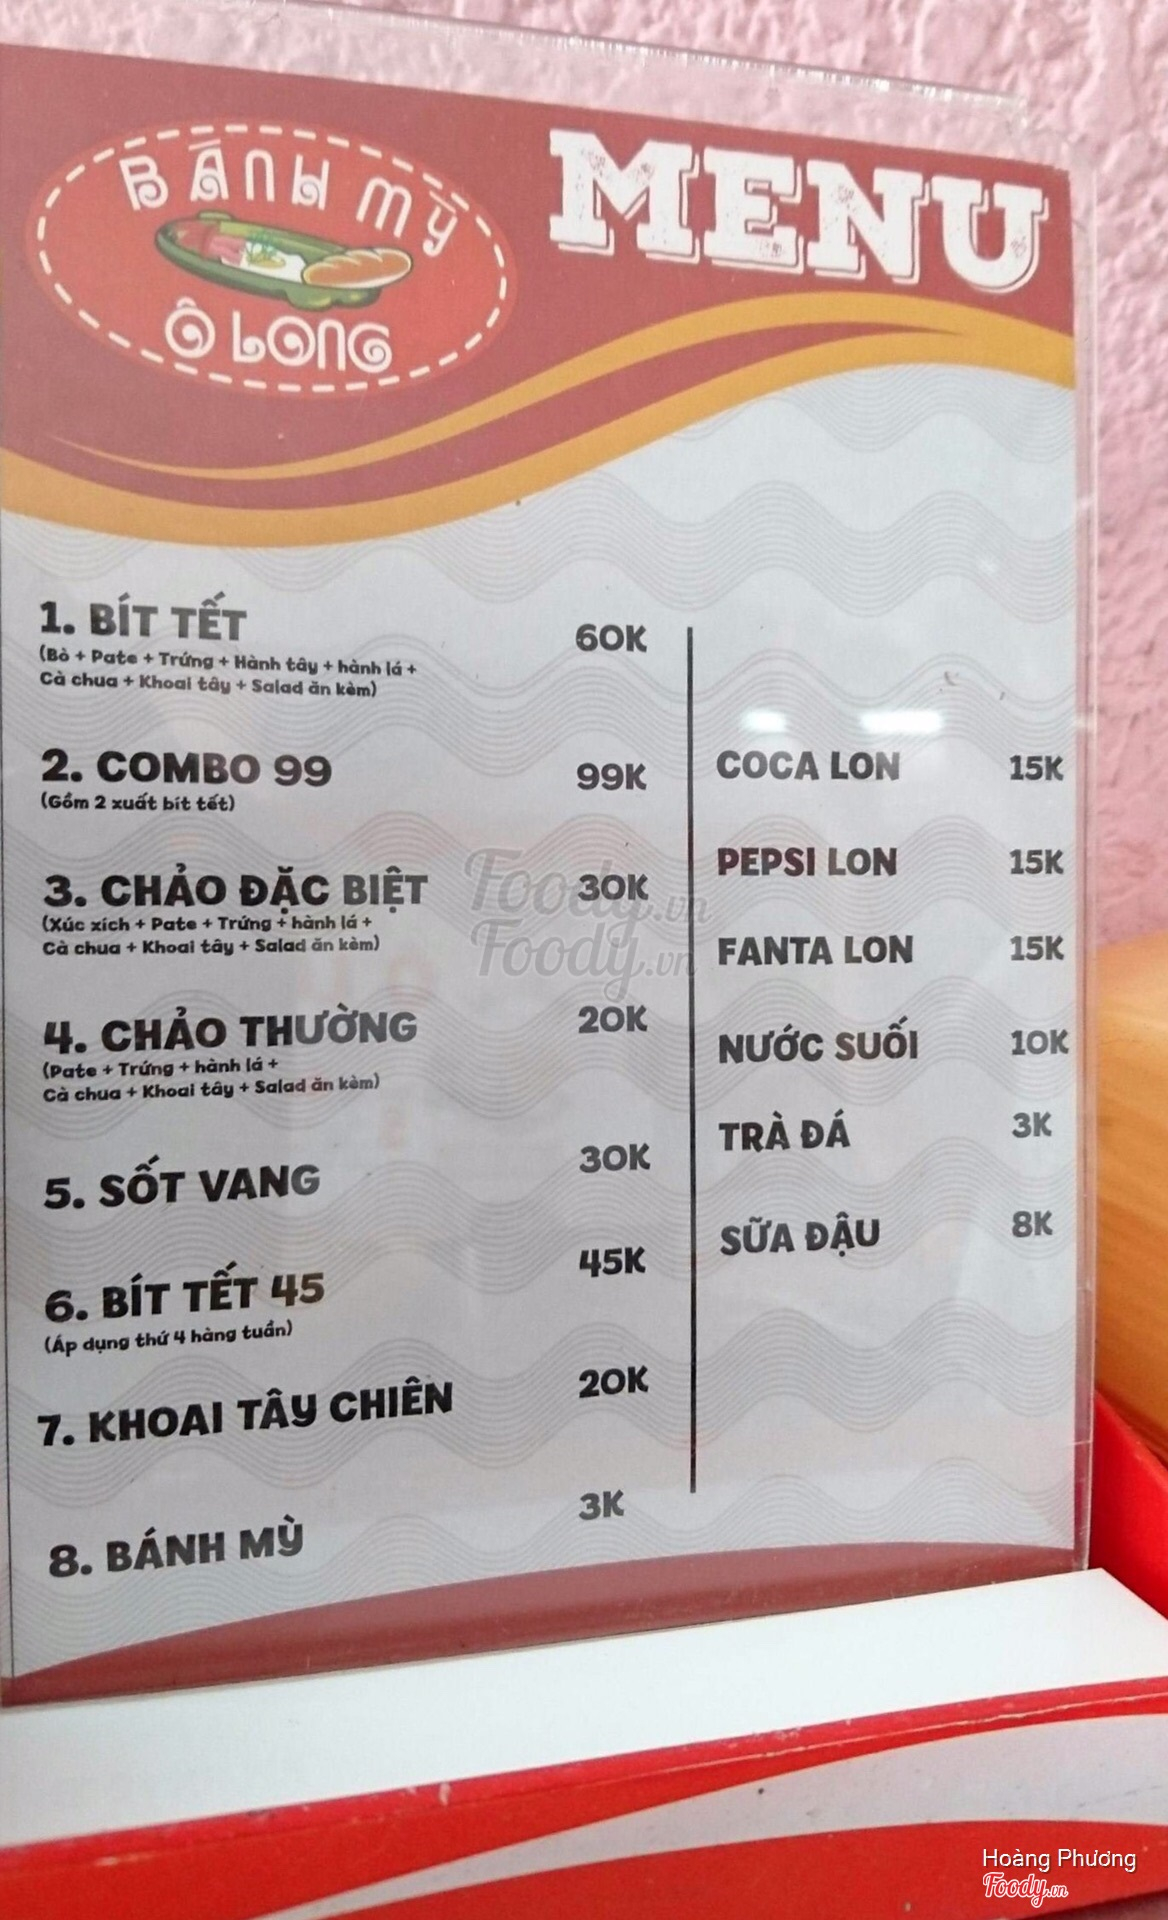 BÁNH MỲ
Ô LONG
MENU
1. BÍT TẾT 60K
(Bò + Pate + Trứng + Hành tây + hành lá +
Cà chua + Khoai tây + Salad ăn kèm)
2. COMBO 99 99K
(Gồm 2 xuất bít tết)
3. CHẢO ĐẶC BIỆT 30K
(Xúc xích + Pate + Trứng + hành lá +
Cà chua + Khoai tây + Salad ăn kèm)
4. CHẢO THƯỜNG 20K
(Pate + Trứng + hành lá +
Cà chua + Khoai tây + Salad ăn kèm)
5. SỐT VANG 30K
6. BÍT TẾT 45 45K
(Áp dụng thứ 4 hàng tuần)
7. KHOAI TÂY CHIÊN 20K
8. BÁNH MỲ 3K
COCA LON 15K
PEPSI LON 15K
FANTA LON 15K
NƯỚC SUỐI 10K
TRÀ ĐÁ 3K
SỮA ĐẬU 8K
Foody.vn
Foody.vn
Hoàng Phương
Foody.vn